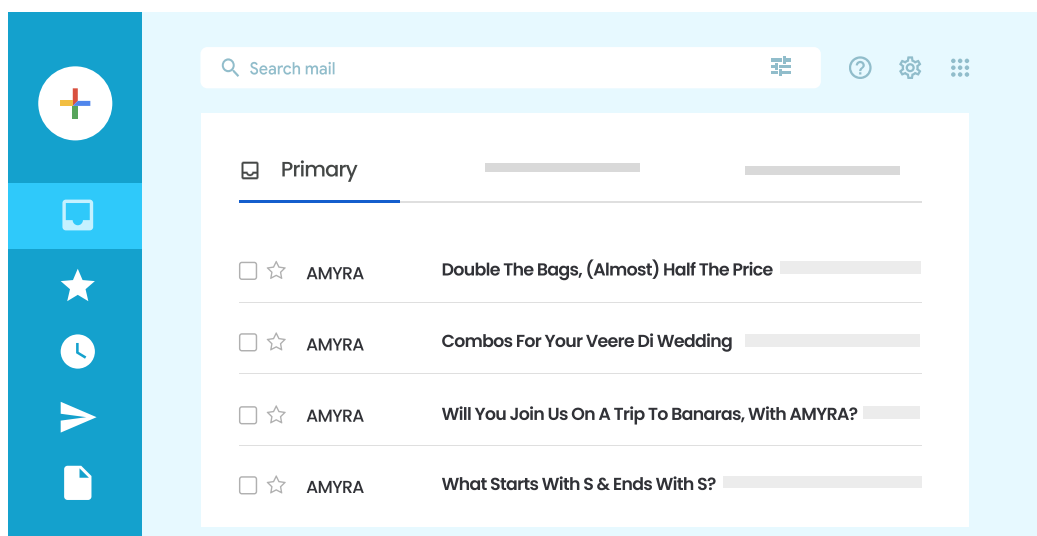 Search mail
Primary
AMYRA Double The Bags, (Almost) Half The Price
AMYRA Combos For Your Veere Di Wedding
AMYRA Will You Join Us On A Trip To Banaras, With AMYRA?
AMYRA What Starts With S & Ends With S?